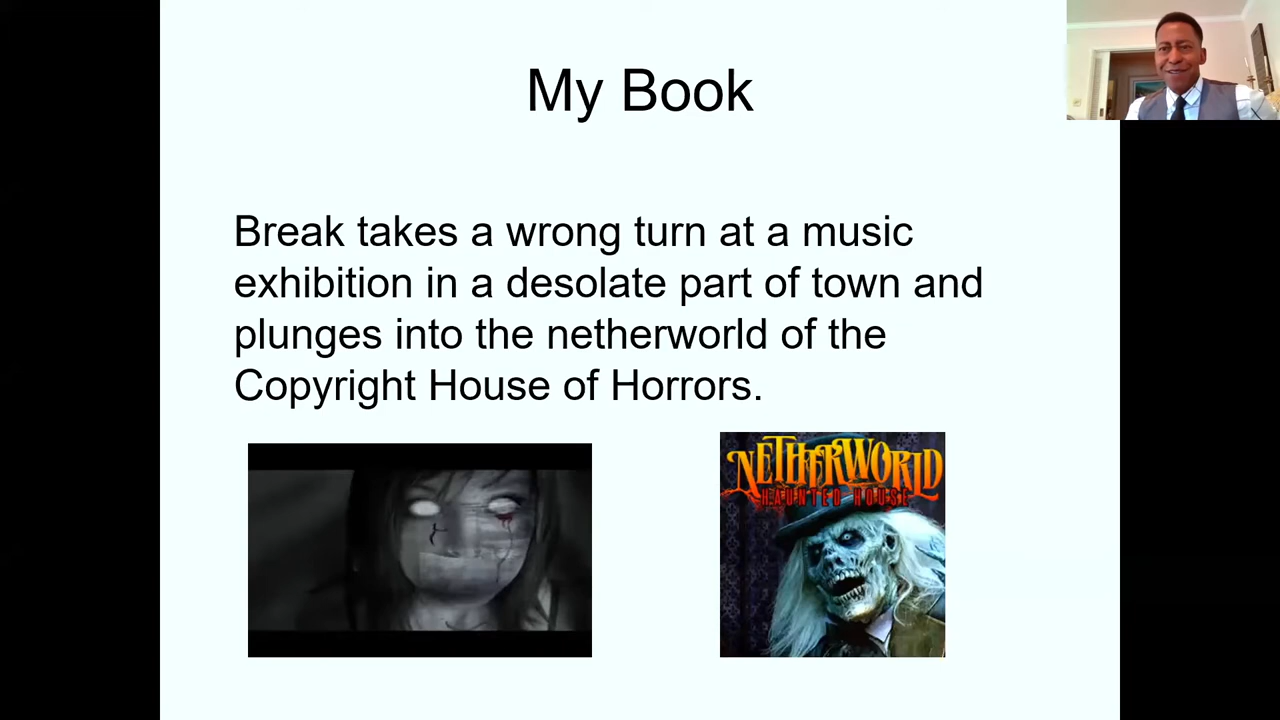 My Book
Break takes a wrong turn at a music
exhibition in a desolate part of town and
plunges into the netherworld of the
Copyright House of Horrors.
NETHERWORLD
HAUNTED HOUSE